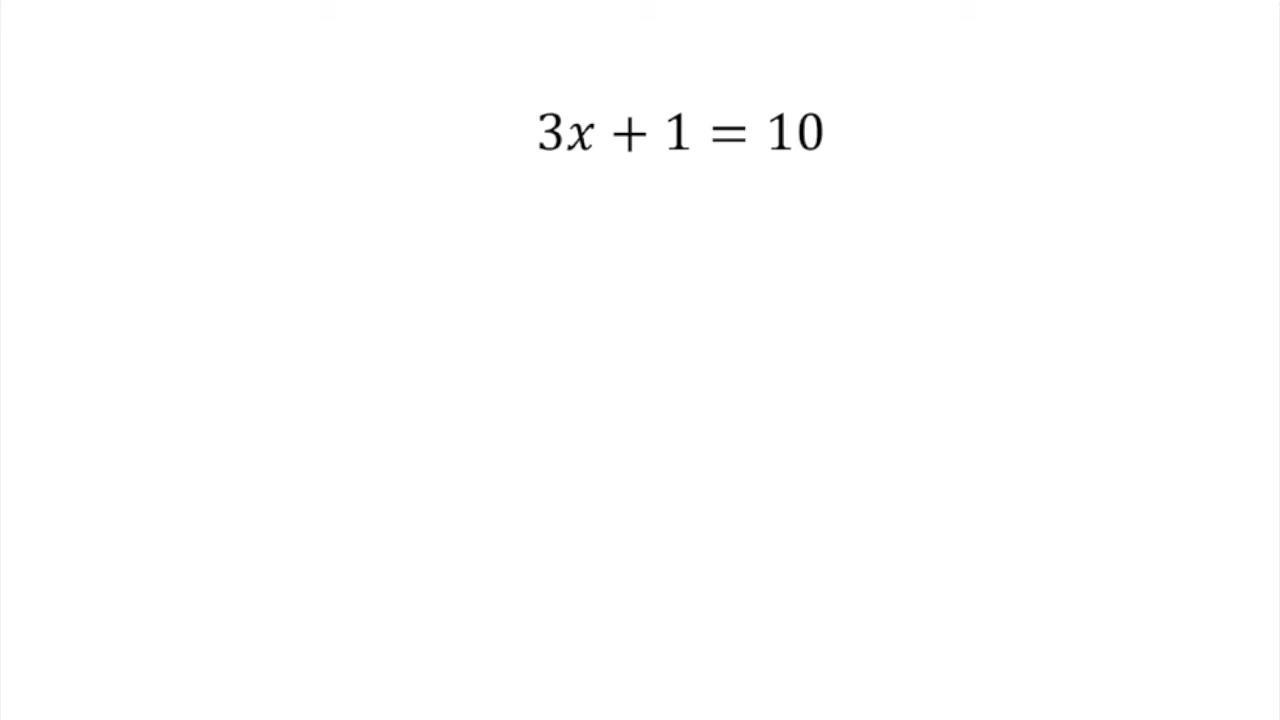 3x + 1 = 10